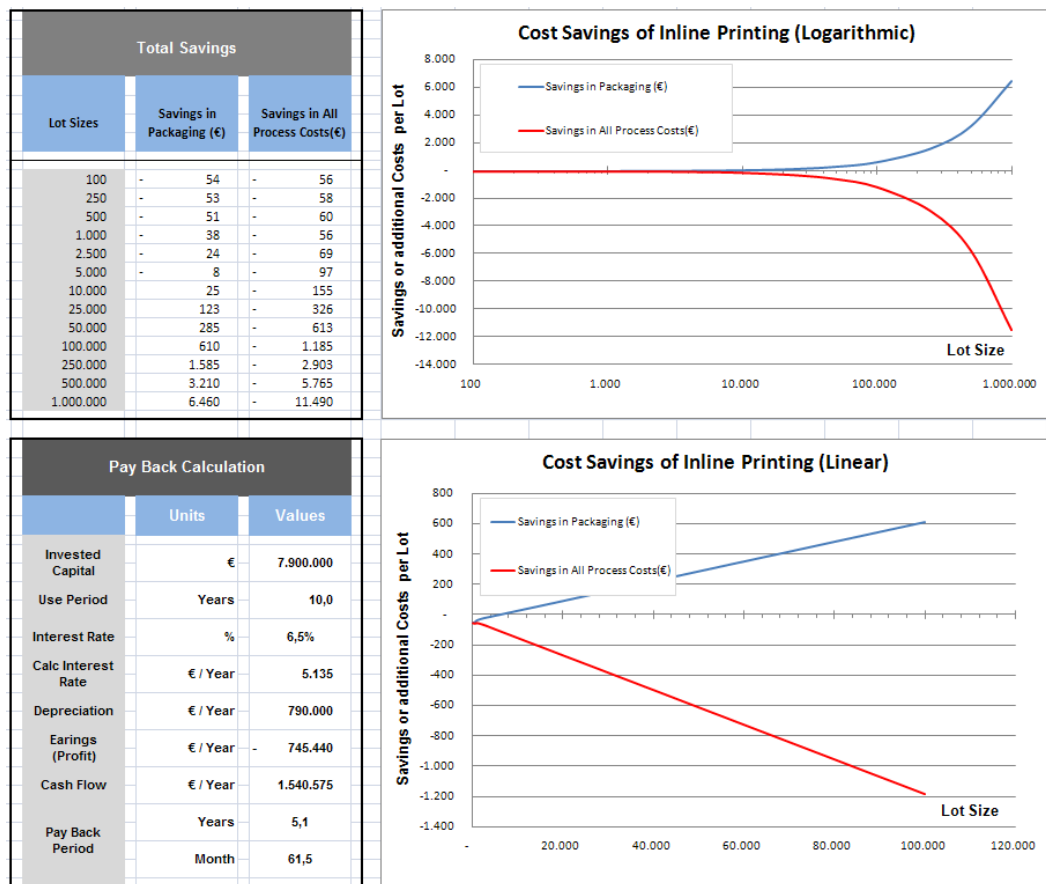 Total Savings
Lot Sizes
Savings in
Packaging (€)
Savings in All
Process Costs(€)
100 - 54 - 56
250 - 53 - 58
500 - 51 - 60
1.000 - 38 - 56
2.500 - 24 - 69
5.000 - 8 - 97
10.000 25 - 155
25.000 123 - 326
50.000 285 - 613
100.000 610 - 1.185
250.000 1.585 - 2.903
500.000 3.210 - 5.765
1.000.000 6.460 - 11.490
Cost Savings of Inline Printing (Logarithmic)
Savings or additional Costs per Lot
8.000
6.000
4.000
2.000
-
-2.000
-4.000
-6.000
-8.000
-10.000
-12.000
-14.000
Savings in Packaging (€)
Savings in All Process Costs(€)
Lot Size
100 1.000 10.000 100.000 1.000.000
Pay Back Calculation
Units Values
Invested
Capital
€ 7.900.000
Use Period Years 10,0
Interest Rate % 6,5%
Calc Interest
Rate
€ / Year 5.135
Depreciation € / Year 790.000
Earings
(Profit)
€ / Year - 745.440
Cash Flow € / Year 1.540.575
Pay Back
Period
Years 5,1
Month 61,5
Cost Savings of Inline Printing (Linear)
Savings or additional Costs per Lot
800
600
400
200
-
-200
-400
-600
-800
-1.000
-1.200
-1.400
Savings in Packaging (€)
Savings in All Process Costs(€)
Lot Size
- 20.000 40.000 60.000 80.000 100.000 120.000